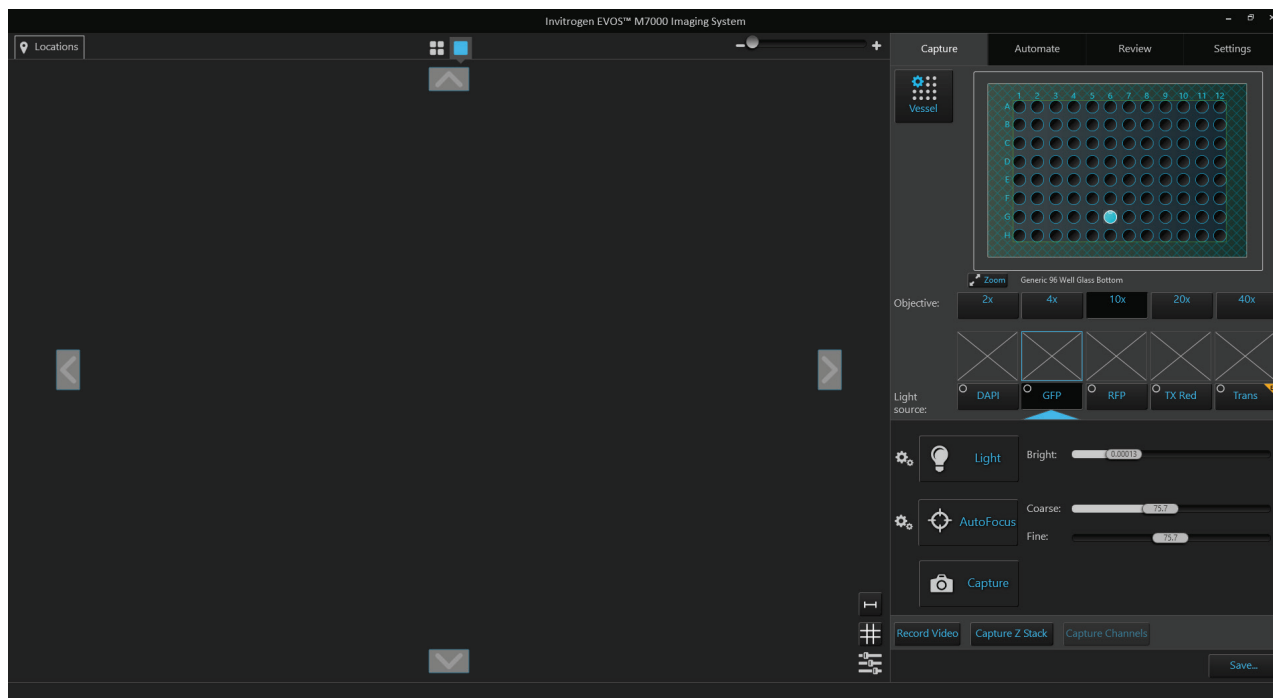 Invitrogen EVOS™ M7000 Imaging System
Locations
Capture Automate Review Settings
Vessel
1 2 3 4 5 6 7 8 9 10 11 12
A
B
C
D
E
F
G
H
Zoom Generic 96 Well Glass Bottom
Objective: 2x 4x 10x 20x 40x
Light source: DAPI GFP RFP TX Red Trans
Light Bright: 0.00013
AutoFocus Coarse: 75.7
Fine: 75.7
Capture
Record Video Capture Z Stack Capture Channels
Save...